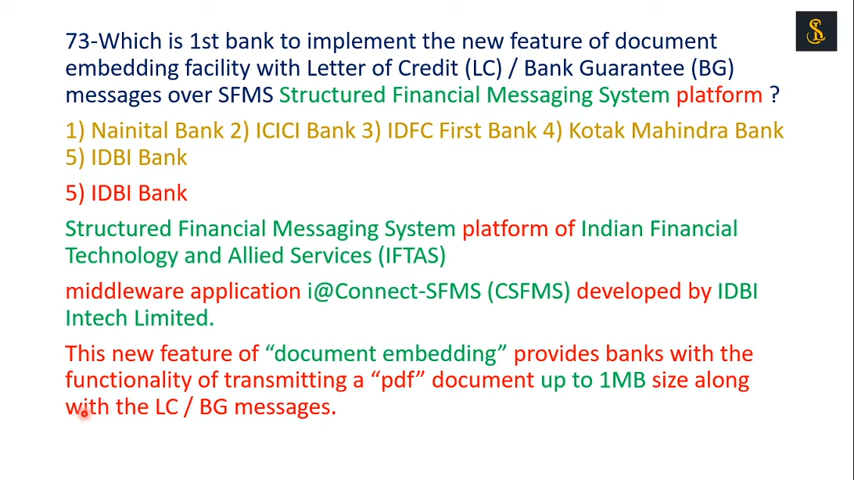 73-Which is 1st bank to implement the new feature of document
embedding facility with Letter of Credit (LC) / Bank Guarantee (BG)
messages over SFMS Structured Financial Messaging System platform ?
1) Nainital Bank 2) ICICI Bank 3) IDFC First Bank 4) Kotak Mahindra Bank
5) IDBI Bank
5) IDBI Bank
Structured Financial Messaging System platform of Indian Financial
Technology and Allied Services (IFTAS)
middleware application i@Connect-SFMS (CSFMS) developed by IDBI
Intech Limited.
This new feature of “document embedding” provides banks with the
functionality of transmitting a “pdf” document up to 1MB size along
with the LC / BG messages.